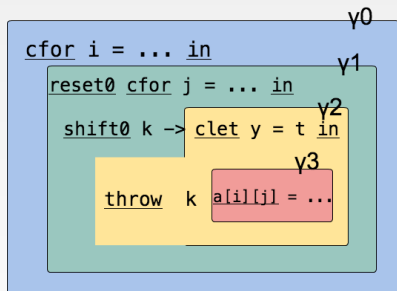 γ0
cfor i = ... in
γ1
reset0 cfor j = ... in
γ2
shift0 k -> clet y = t in
γ3
throw k a[i][j] = ...